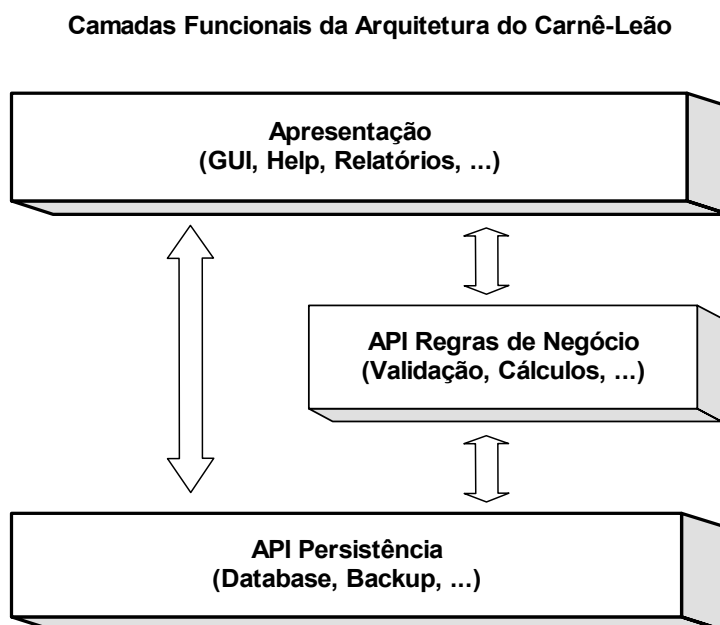 Camadas Funcionais da Arquitetura do Carnê-Leão
Apresentação
(GUI, Help, Relatórios, ...)
API Regras de Negócio
(Validação, Cálculos, ...)
API Persistência
(Database, Backup, ...)